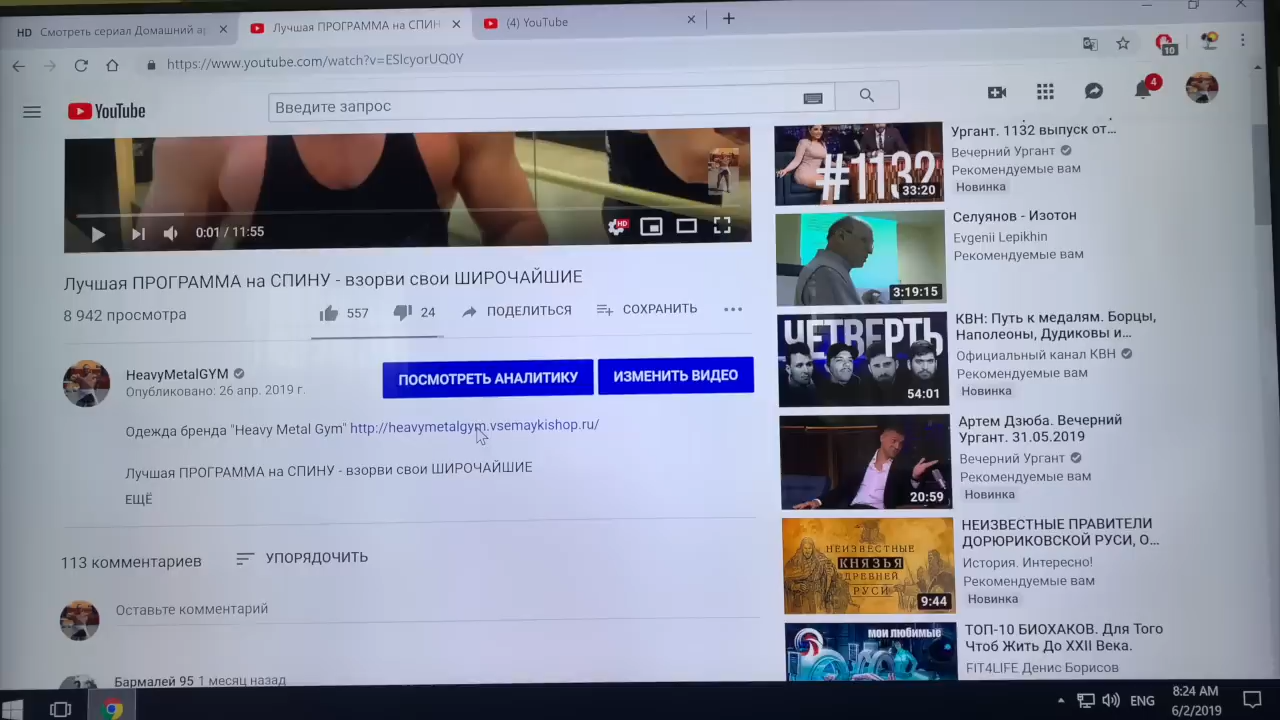 HD Смотреть сериал Домашний ар
Лучшая ПРОГРАММА на СПИН
(4) YouTube
https://www.youtube.com/watch?v=ESlcyorUQ0Y
10
YouTube
Введите запрос
4
HD
0:01 / 11:55
Лучшая ПРОГРАММА на СПИНУ - взорви свои ШИРОЧАЙШИЕ
8 942 просмотра
557
24
ПОДЕЛИТЬСЯ
СОХРАНИТЬ
HeavyMetalGYM
Опубликовано: 26 апр. 2019 г.
ПОСМОТРЕТЬ АНАЛИТИКУ
ИЗМЕНИТЬ ВИДЕО
Одежда бренда "Heavy Metal Gym" http://heavymetalgym.vsemaykishop.ru/
Лучшая ПРОГРАММА на СПИНУ - взорви свои ШИРОЧАЙШИЕ
ЕЩЁ
113 комментариев
УПОРЯДОЧИТЬ
Оставьте комментарий
Бармалей 95 1 месяц назад
#1132
33:20
Ургант. 1132 выпуск от…
Вечерний Ургант
Рекомендуемые вам
Новинка
3:19:15
Селуянов - Изотон
Evgenii Lepikhin
Рекомендуемые вам
ЧЕТВЕРТЬ
54:01
КВН: Путь к медалям. Борцы,
Наполеоны, Дудиковы и…
Официальный канал КВН
Рекомендуемые вам
Новинка
20:59
Артем Дзюба. Вечерний
Ургант. 31.05.2019
Вечерний Ургант
Рекомендуемые вам
Новинка
НЕИЗВЕСТНЫЕ
КНЯЗЬЯ
ДРЕВНЕЙ
РУСИ
9:44
НЕИЗВЕСТНЫЕ ПРАВИТЕЛИ
ДОРЮРИКОВСКОЙ РУСИ, О…
История. Интересно!
Рекомендуемые вам
Новинка
мои любимые
ТОП-10 БИОХАКОВ. Для Того
Чтоб Жить До XXII Века.
FIT4LIFE Денис Борисов
ENG
8:24 AM
6/2/2019